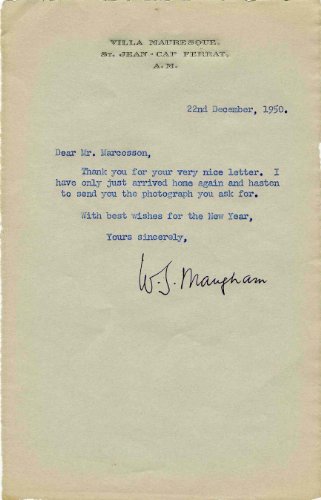 VILLA MAURESQUE,
ST. JEAN - CAP FERRAT,
A.M.
22nd December, 1950.
Dear Mr. Marcosson,
Thank you for your very nice letter. I
have only just arrived home again and hasten
to send you the photograph you ask for.
With best wishes for the New Year,
Yours sincerely,
W. S. Maugham